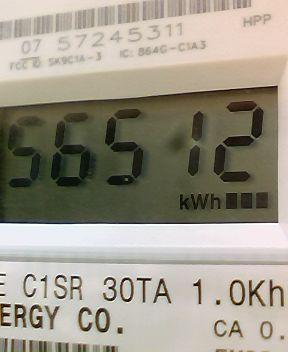 07 57245311
HPP
FCC ID: SK9C1A-3 IC: 864G-C1A3
56512
kWh
E C1SR 30TA 1.0Kh
ERGY CO.
CA 0.